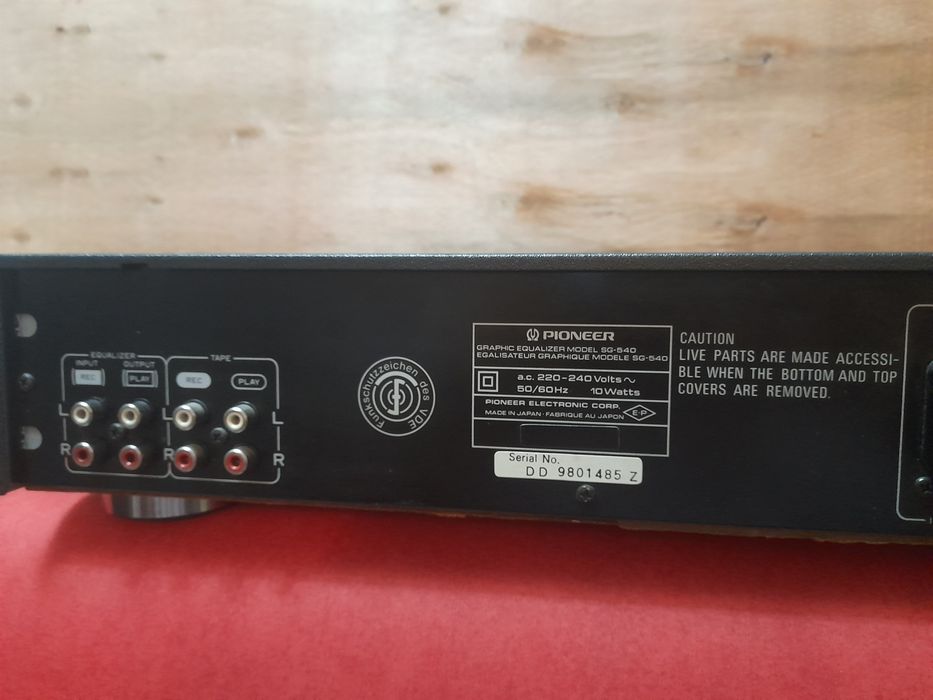 EQUALIZER
INPUT
OUTPUT
REC
PLAY
TAPE
REC
PLAY
L
L
L
R
R
R
Funkschutzzeichen des VDE
PIONEER
GRAPHIC EQUALIZER MODEL SG-540
EGALISATEUR GRAPHIQUE MODELE SG-540
a.c. 220-240 Volts ~
50/60Hz 10 Watts
PIONEER ELECTRONIC CORP.
MADE IN JAPAN · FABRIQUE AU JAPON
E-P
Serial No.
DD 9801485 Z
CAUTION
LIVE PARTS ARE MADE ACCESSI-
BLE WHEN THE BOTTOM AND TOP
COVERS ARE REMOVED.